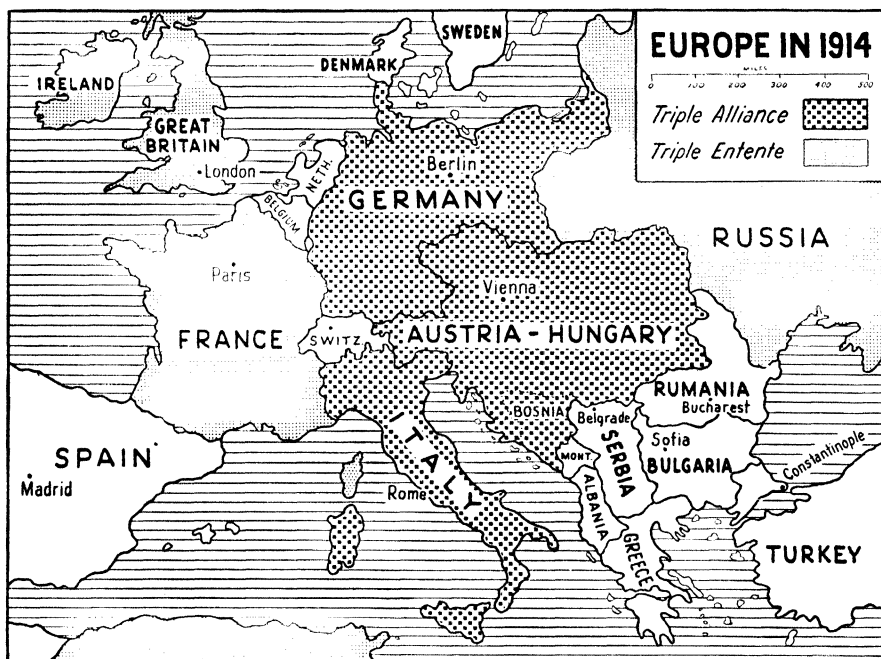 EUROPE IN 1914
MILES
0 100 200 300 400 500
Triple Alliance
Triple Entente
SWEDEN
DENMARK
IRELAND
GREAT
BRITAIN
London
NETH.
BELGIUM
Berlin
GERMANY
RUSSIA
Paris
Vienna
FRANCE
SWITZ.
AUSTRIA-HUNGARY
RUMANIA
Bucharest
BOSNIA
Belgrade
SERBIA
Sofia
BULGARIA
MONT.
ITALY
Rome
ALBANIA
GREECE
Constantinople
TURKEY
SPAIN
Madrid